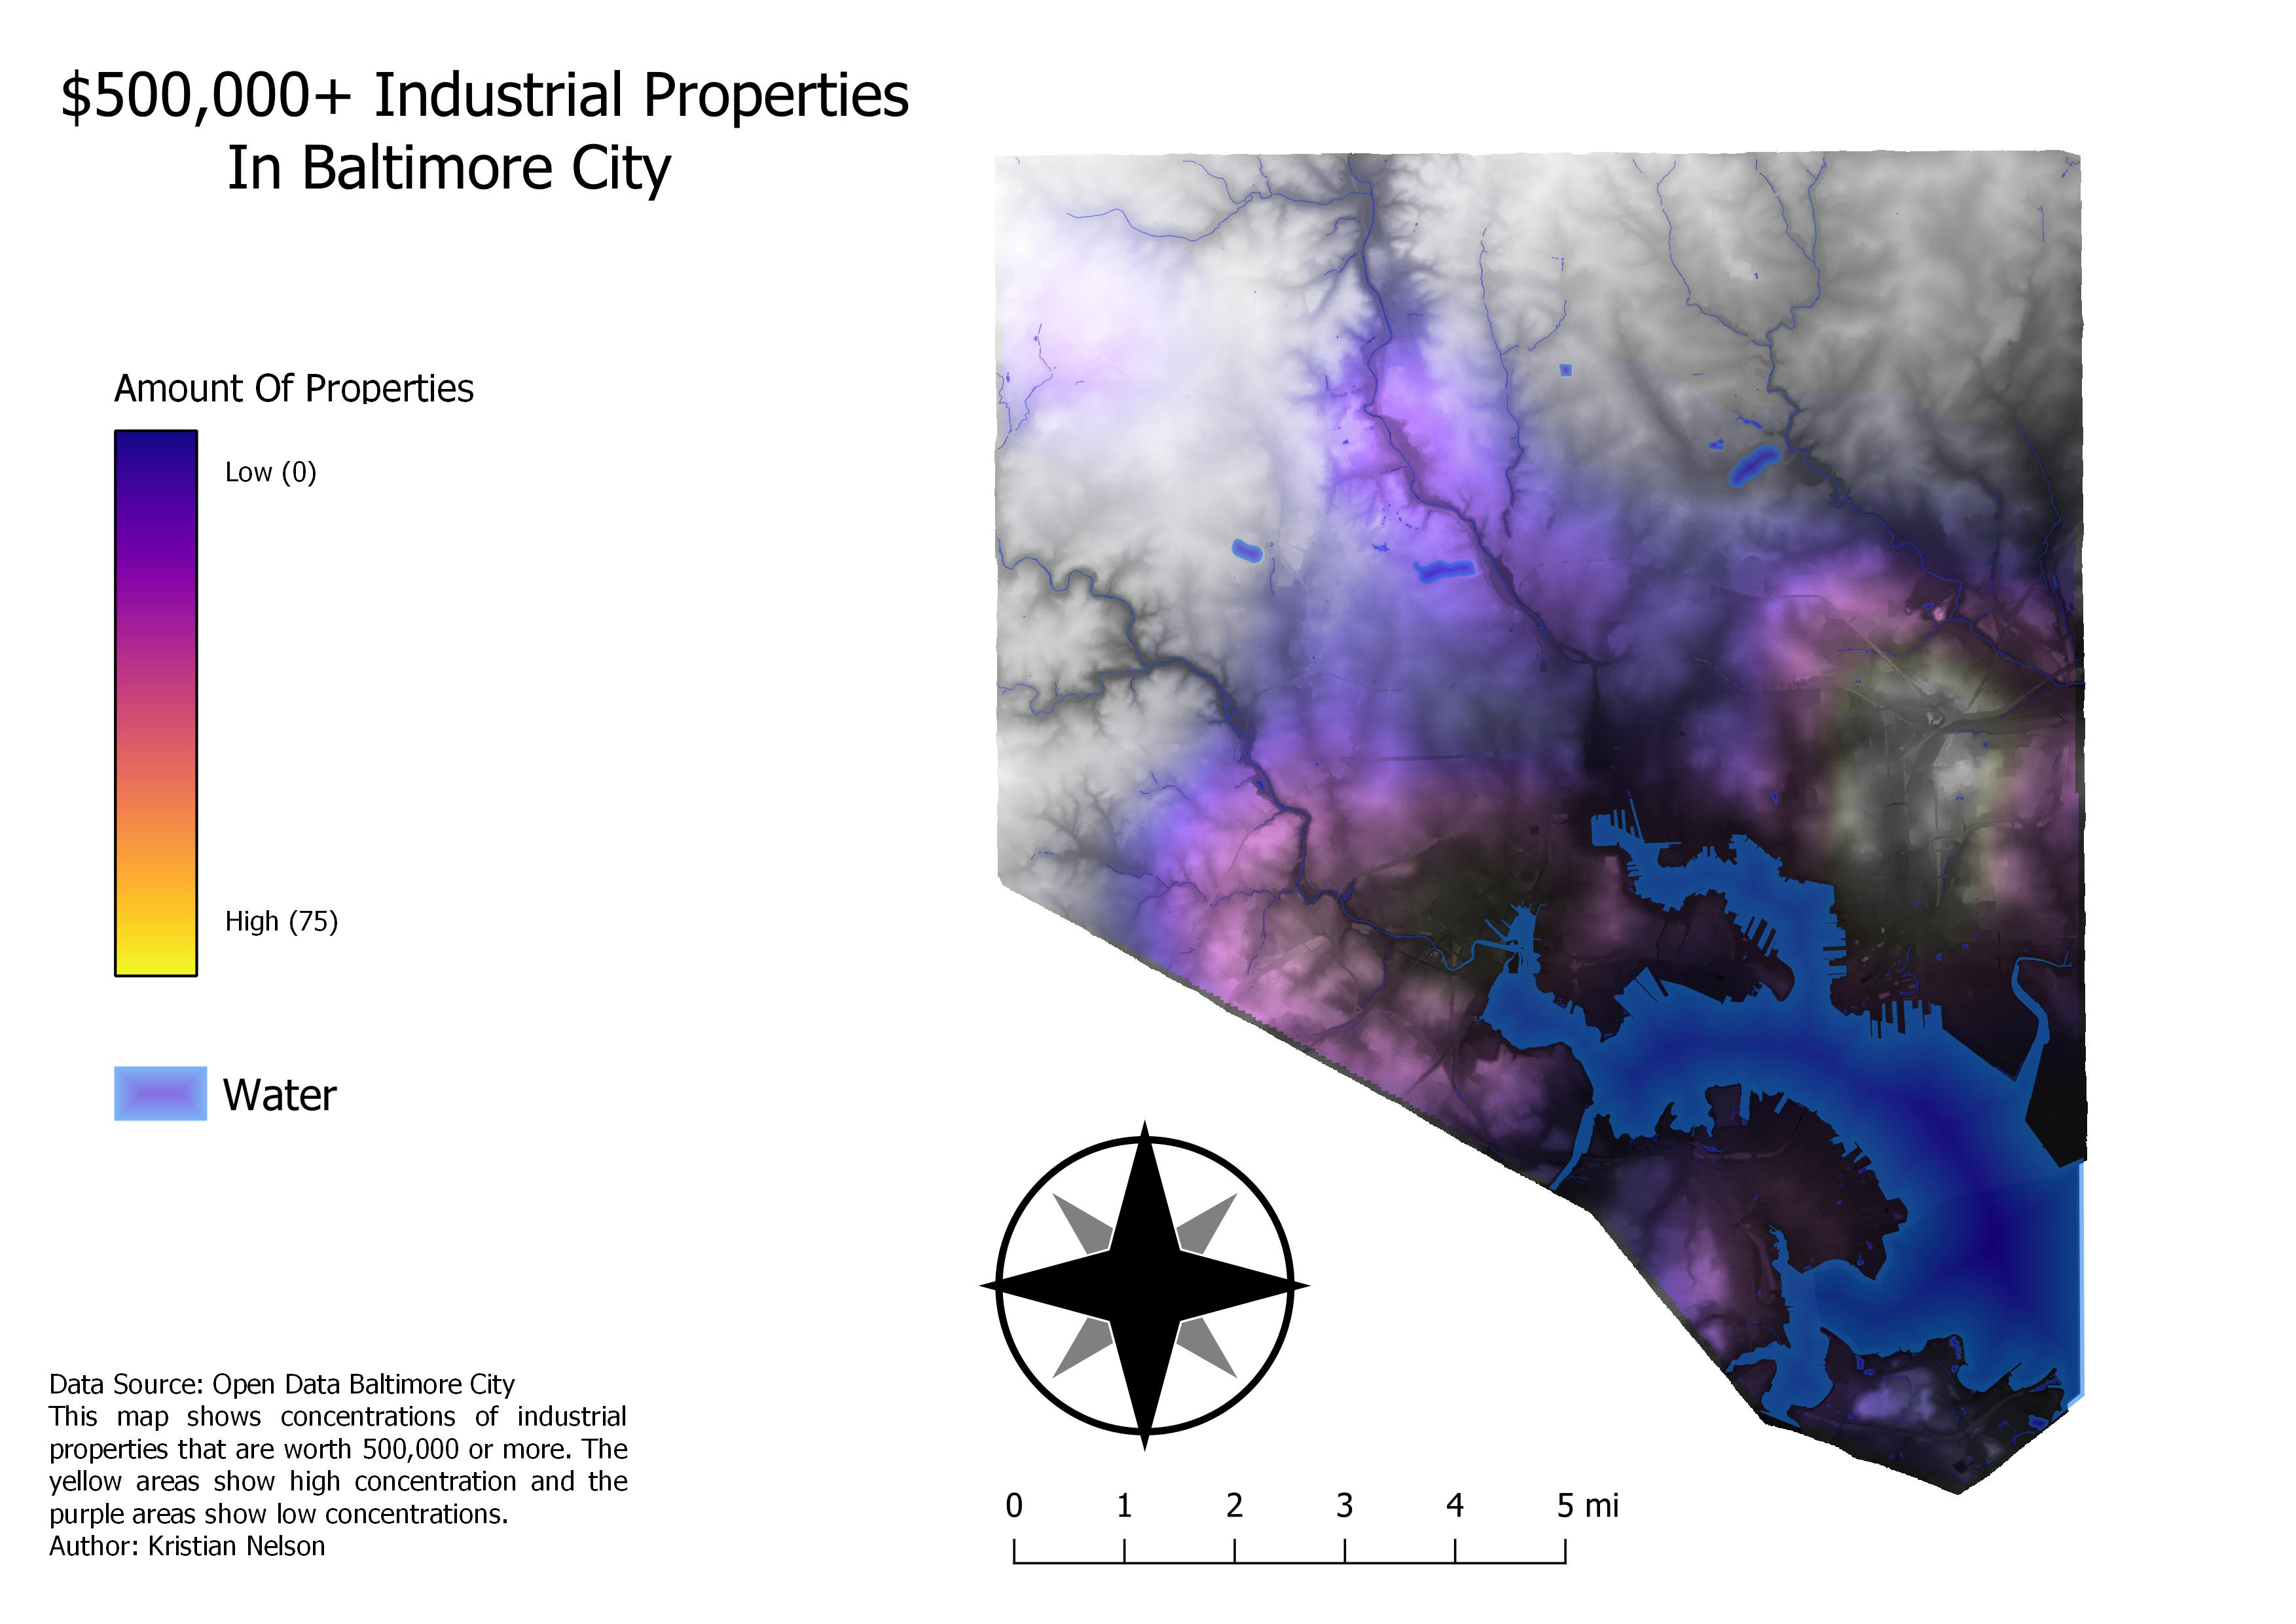 $500,000+ Industrial Properties
In Baltimore City
Amount Of Properties
Low (0)
High (75)
Water
Data Source: Open Data Baltimore City
This map shows concentrations of industrial
properties that are worth 500,000 or more. The
yellow areas show high concentration and the
purple areas show low concentrations.
Author: Kristian Nelson
0 1 2 3 4 5 mi